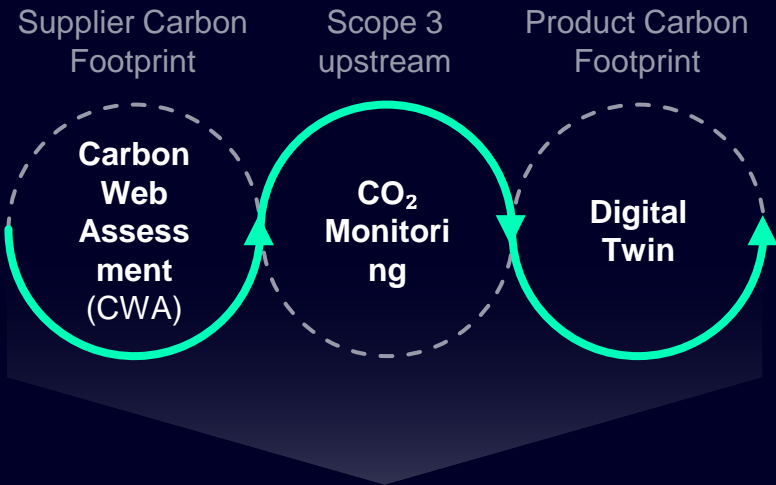 Supplier Carbon
Footprint
Scope 3
upstream
Product Carbon
Footprint
Carbon
Web
Assess
ment
(CWA)
CO₂
Monitori
ng
Digital
Twin